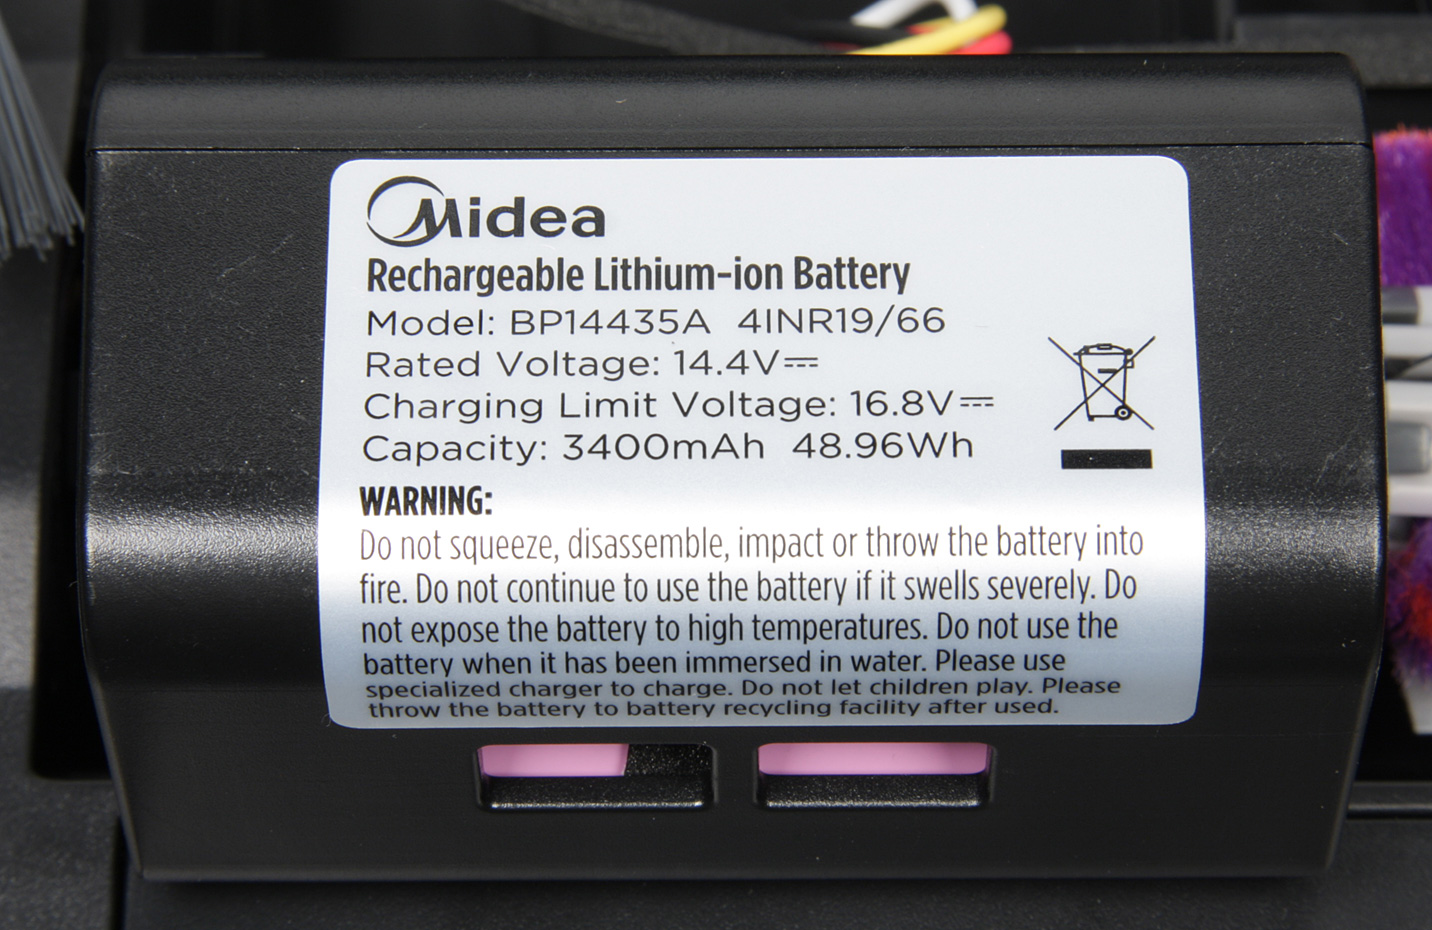 Midea
Rechargeable Lithium-ion Battery
Model: BP14435A 4INR19/66
Rated Voltage: 14.4V⎓
Charging Limit Voltage: 16.8V⎓
Capacity: 3400mAh 48.96Wh
WARNING:
Do not squeeze, disassemble, impact or throw the battery into
fire. Do not continue to use the battery if it swells severely. Do
not expose the battery to high temperatures. Do not use the
battery when it has been immersed in water. Please use
specialized charger to charge. Do not let children play. Please
throw the battery to battery recycling facility after used.